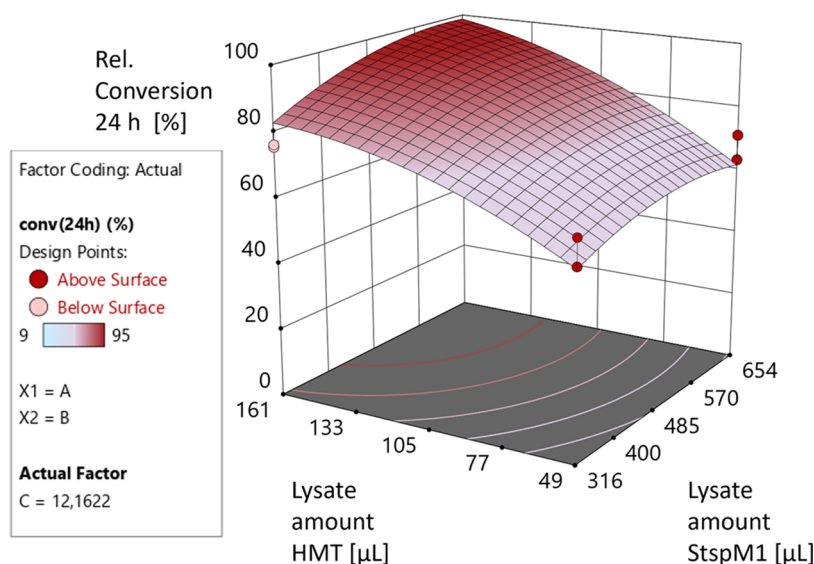 Rel.
Conversion
24 h [%]
100
80
60
40
20
0
Factor Coding: Actual
conv(24h) (%)
Design Points:
Above Surface
Below Surface
9 95
X1 = A
X2 = B
Actual Factor
C = 12,1622
161
133
105
77
49
316
400
485
570
654
Lysate
amount
HMT [µL]
Lysate
amount
StspM1 [µL]